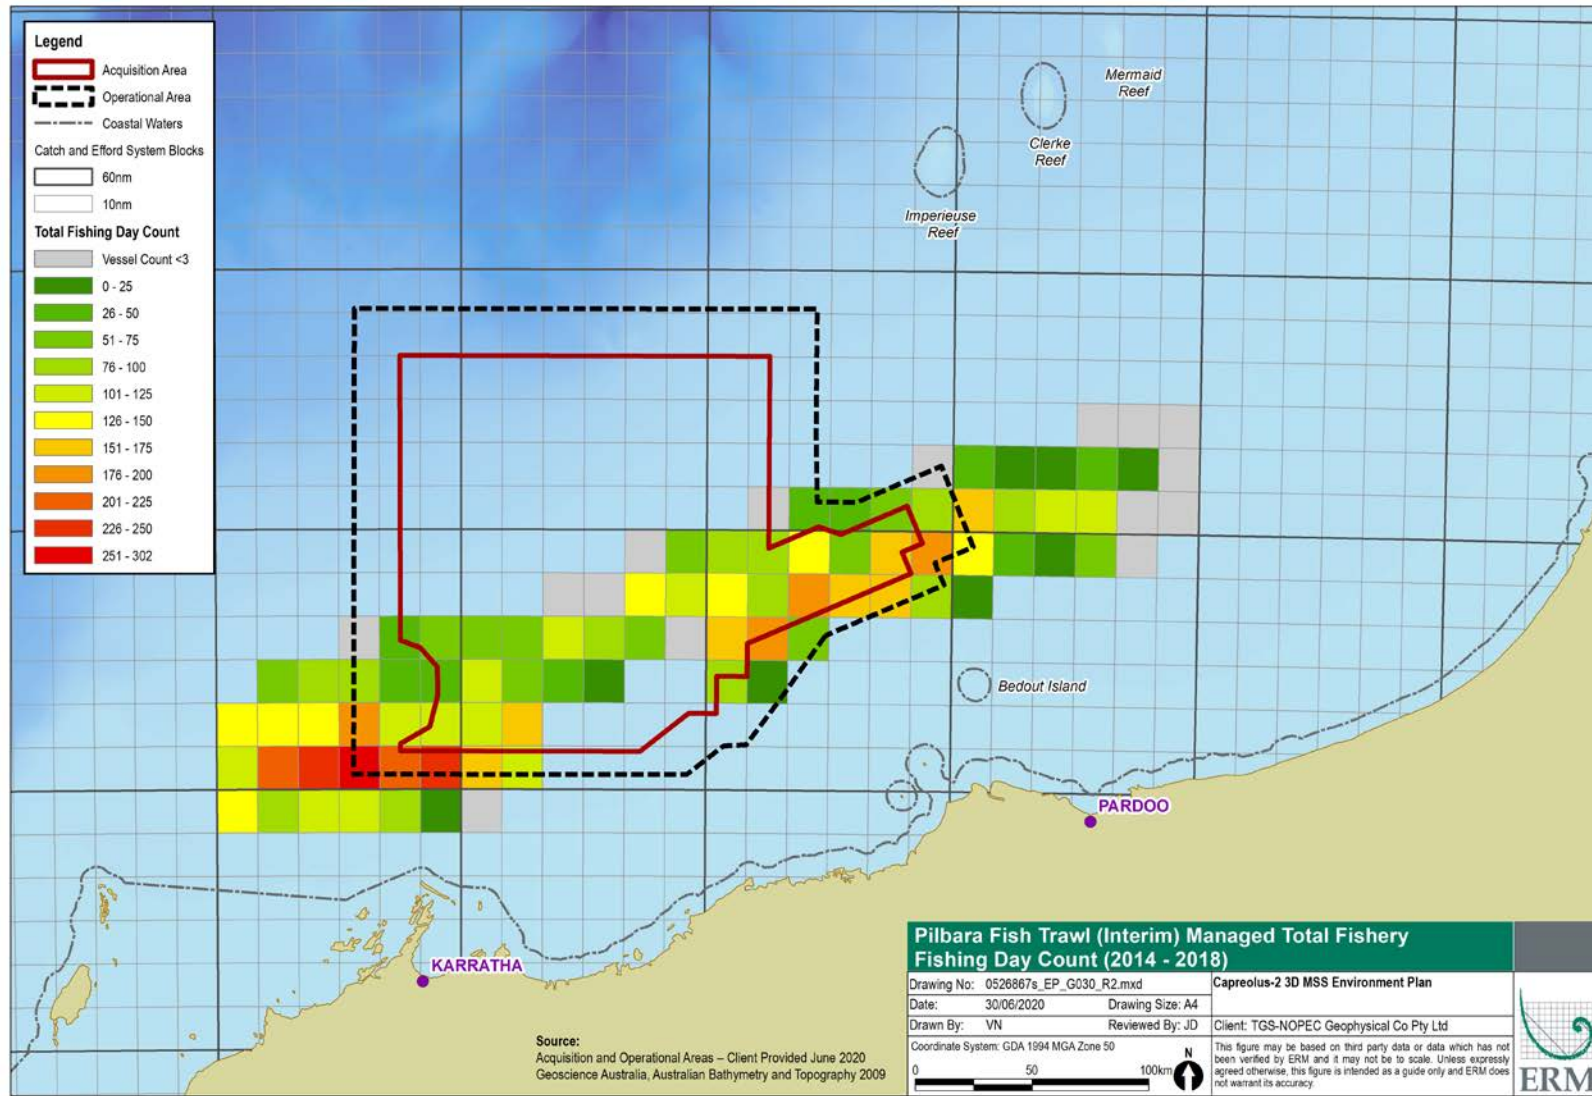 Legend
Acquisition Area
Operational Area
Coastal Waters
Catch and Efford System Blocks
60nm
10nm
Total Fishing Day Count
Vessel Count <3
0 - 25
26 - 50
51 - 75
76 - 100
101 - 125
126 - 150
151 - 175
176 - 200
201 - 225
226 - 250
251 - 302
Mermaid
Reef
Clerke
Reef
Imperieuse
Reef
Bedout Island
PARDOO
KARRATHA
Source:
Acquisition and Operational Areas – Client Provided June 2020
Geoscience Australia, Australian Bathymetry and Topography 2009
Pilbara Fish Trawl (Interim) Managed Total Fishery
Fishing Day Count (2014 - 2018)
Drawing No: 0526867s_EP_G030_R2.mxd
Capreolus-2 3D MSS Environment Plan
Date: 30/06/2020 Drawing Size: A4
Drawn By: VN Reviewed By: JD
Client: TGS-NOPEC Geophysical Co Pty Ltd
Coordinate System: GDA 1994 MGA Zone 50
0 50 100km
N
This figure may be based on third party data or data which has not
been verified by ERM and it may not be to scale. Unless expressly
agreed otherwise, this figure is intended as a guide only and ERM does
not warrant its accuracy.
ERM